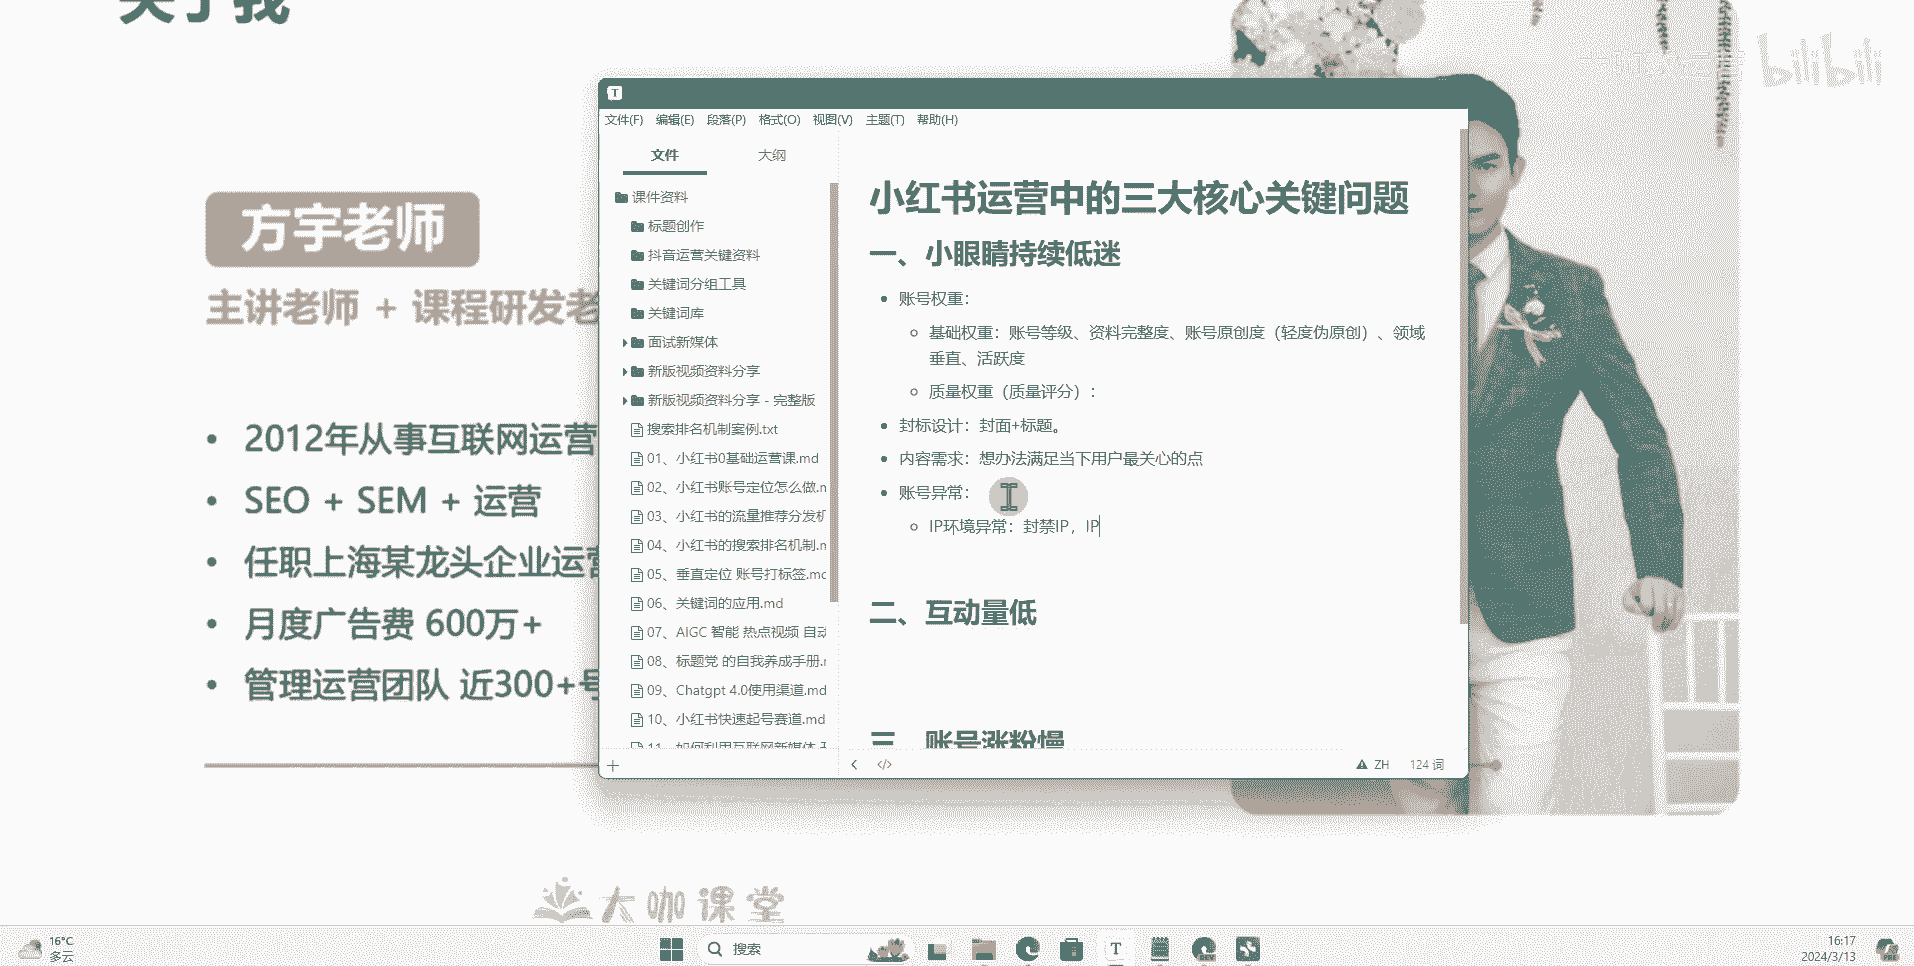 关于我
bilibili
方宇老师
主讲老师 + 课程研发老
2012年从事互联网运营
SEO + SEM + 运营
任职上海某龙头企业运营
月度广告费 600万+
管理运营团队 近300+号
T
文件(F) 编辑(E) 段落(P) 格式(O) 视图(V) 主题(T) 帮助(H)
文件 大纲
课件资料
标题创作
抖音运营关键资料
关键词分组工具
关键词库
面试新媒体
新版视频资料分享
新版视频资料分享 - 完整版
搜索排名机制案例.txt
01、小红书0基础运营课.md
02、小红书账号定位怎么做.m
03、小红书的流量推荐分发机
04、小红书的搜索排名机制.m
05、垂直定位 账号打标签.md
06、关键词的应用.md
07、AIGC 智能 热点视频 自动
08、标题党 的自我养成手册.m
09、Chatgpt 4.0使用渠道.md
10、小红书快速起号赛道.md
11、如何利用互联网新媒体
小红书运营中的三大核心关键问题
一、小眼睛持续低迷
账号权重：
基础权重：账号等级、资料完整度、账号原创度（轻度伪原创）、领域
垂直、活跃度
质量权重（质量评分）：
封标设计：封面+标题。
内容需求：想办法满足当下用户最关心的点
账号异常：
IP环境异常：封禁IP，IP
二、互动量低
三、账号涨粉慢
ZH 124 词
大咖课堂
16°C
多云
搜索
T
DEV
16:17
2024/3/13
PRE